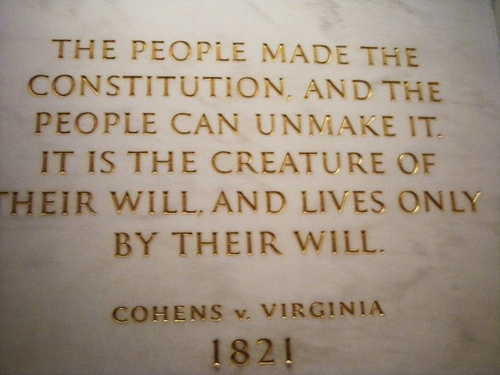 THE PEOPLE MADE THE
CONSTITUTION, AND THE
PEOPLE CAN UNMAKE IT.
IT IS THE CREATURE OF
THEIR WILL, AND LIVES ONLY
BY THEIR WILL.
COHENS v. VIRGINIA
1821